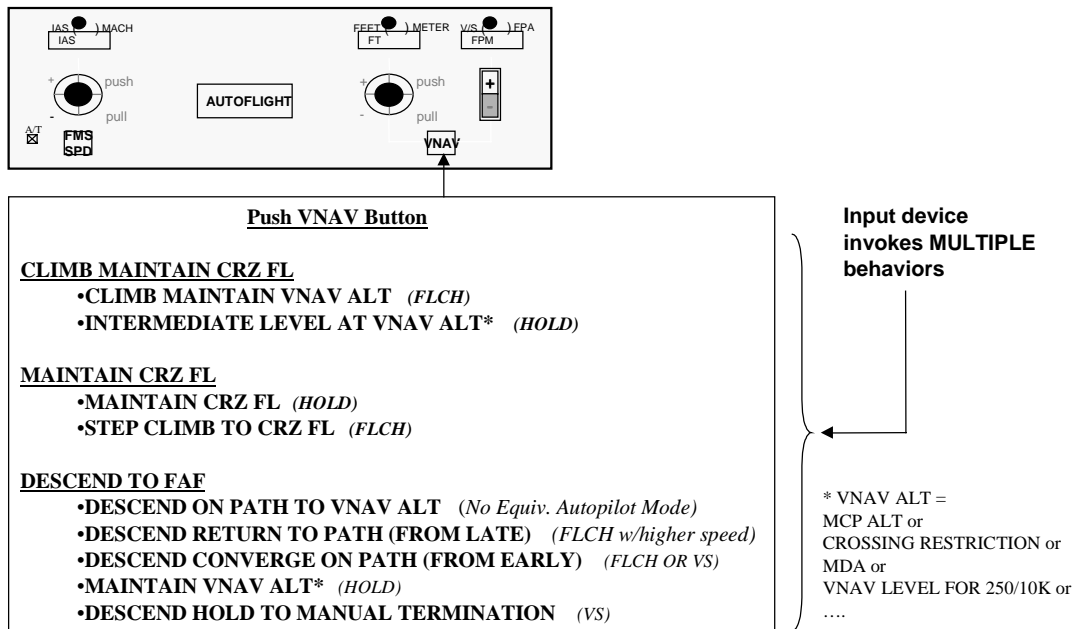 IAS ( ) MACH
IAS
FEET ( ) METER
FT
V/S ( ) FPA
FPM
+
push
-
pull
AUTOFLIGHT
+
push
-
pull
+
-
A/T
FMS
SPD
VNAV
Push VNAV Button
CLIMB MAINTAIN CRZ FL
•CLIMB MAINTAIN VNAV ALT (FLCH)
•INTERMEDIATE LEVEL AT VNAV ALT* (HOLD)
MAINTAIN CRZ FL
•MAINTAIN CRZ FL (HOLD)
•STEP CLIMB TO CRZ FL (FLCH)
DESCEND TO FAF
•DESCEND ON PATH TO VNAV ALT (No Equiv. Autopilot Mode)
•DESCEND RETURN TO PATH (FROM LATE) (FLCH w/higher speed)
•DESCEND CONVERGE ON PATH (FROM EARLY) (FLCH OR VS)
•MAINTAIN VNAV ALT* (HOLD)
•DESCEND HOLD TO MANUAL TERMINATION (VS)
Input device
invokes MULTIPLE
behaviors
* VNAV ALT =
MCP ALT or
CROSSING RESTRICTION or
MDA or
VNAV LEVEL FOR 250/10K or
….